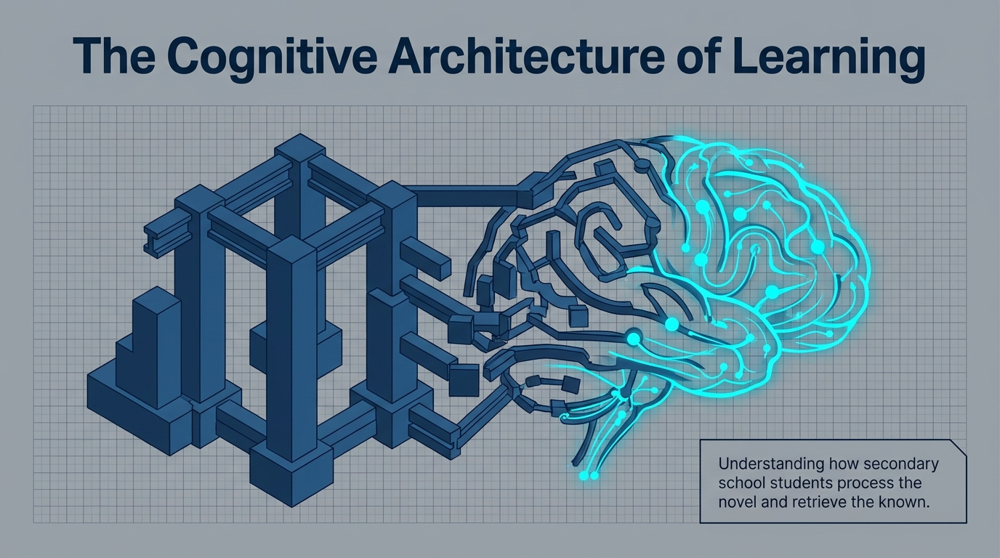 The Cognitive Architecture of Learning
Understanding how secondary
school students process the
novel and retrieve the known.